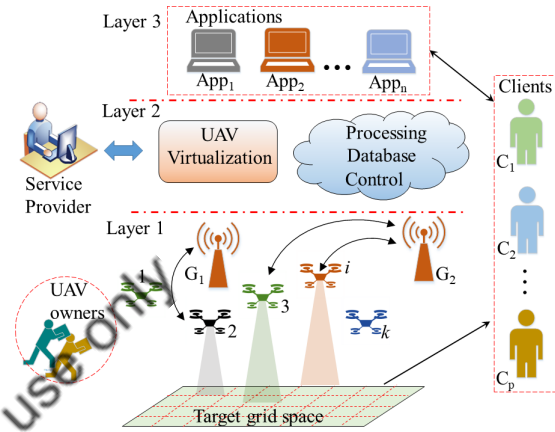 Layer 3
Applications
App1
App2
Appn
Clients
Layer 2
UAV
Virtualization
Processing
Database
Control
C1
Service
Provider
Layer 1
C2
G1
G2
1
2
3
i
k
UAV
owners
Cp
Target grid space
use only